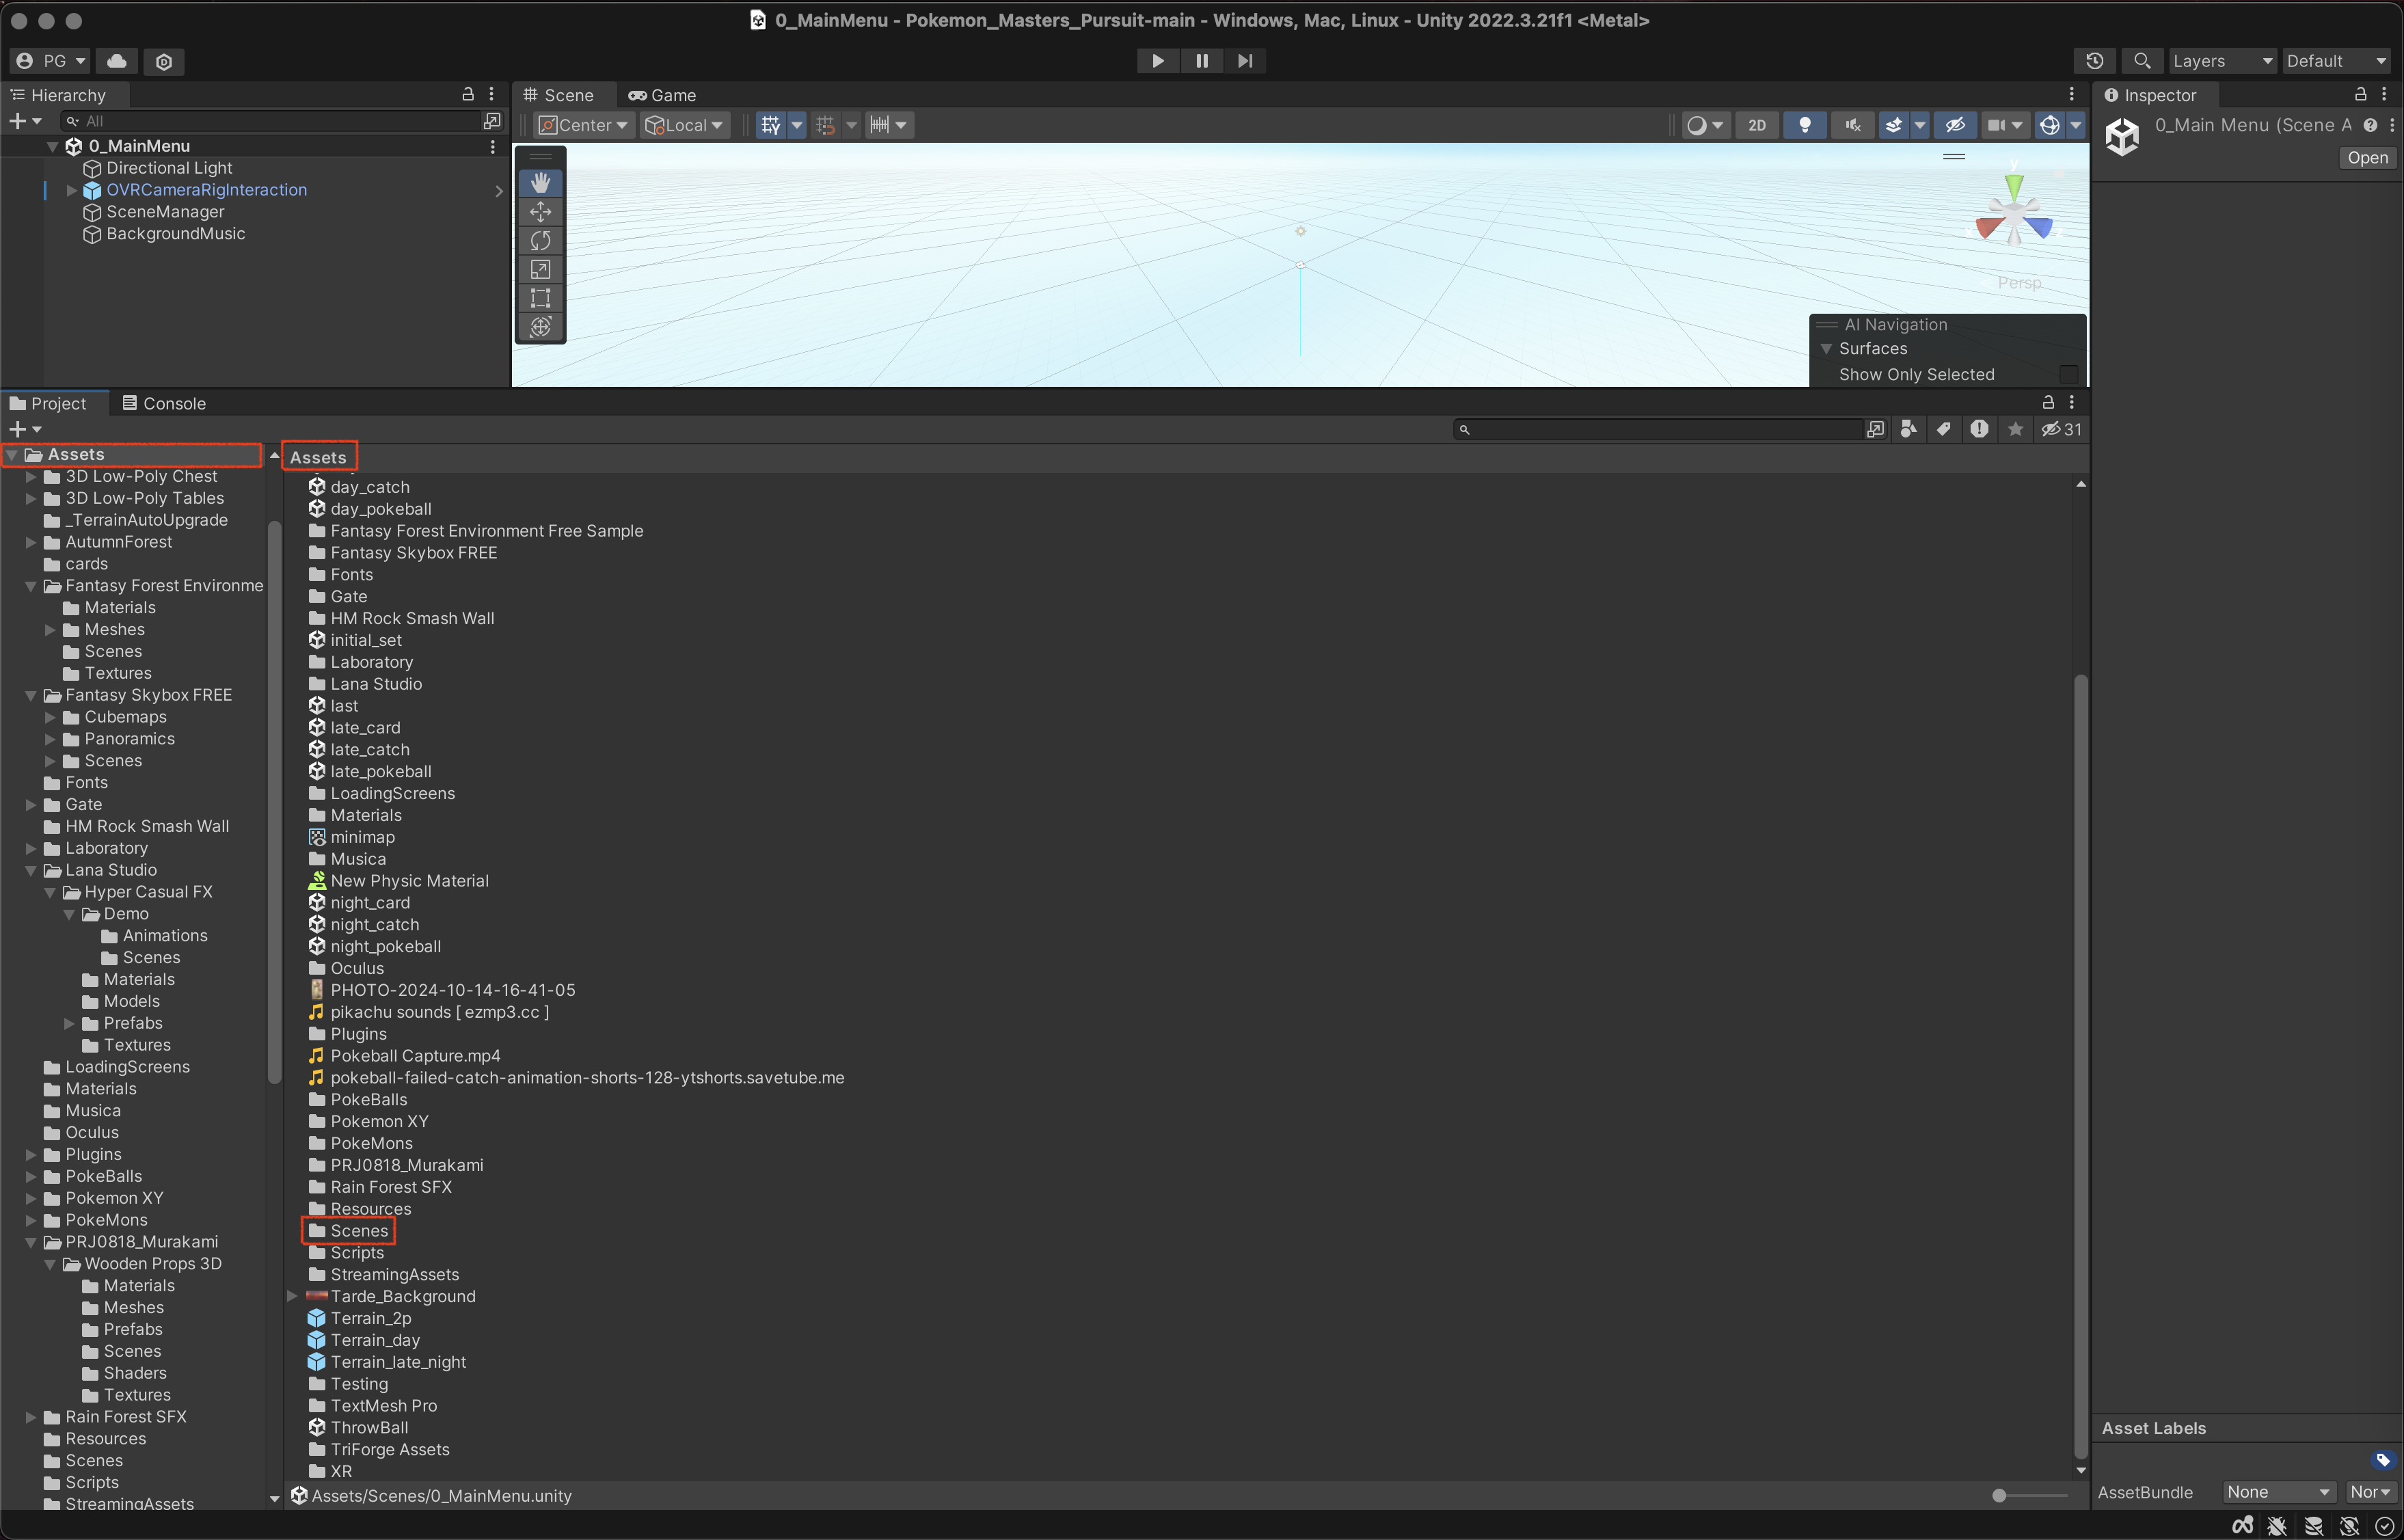 0_MainMenu - Pokemon_Masters_Pursuit-main - Windows, Mac, Linux - Unity 2022.3.21f1 <Metal>
PG
Layers
Default
Hierarchy
Scene
Game
Inspector
All
Center
Local
2D
0_Main Menu (Scene A
Open
0_MainMenu
Directional Light
OVRCameraRigInteraction
SceneManager
BackgroundMusic
y
x
z
Persp
AI Navigation
Surfaces
Show Only Selected
Project
Console
31
Assets
3D Low-Poly Chest
3D Low-Poly Tables
_TerrainAutoUpgrade
AutumnForest
cards
Fantasy Forest Environme
Materials
Meshes
Scenes
Textures
Fantasy Skybox FREE
Cubemaps
Panoramics
Scenes
Fonts
Gate
HM Rock Smash Wall
Laboratory
Lana Studio
Hyper Casual FX
Demo
Animations
Scenes
Materials
Models
Prefabs
Textures
LoadingScreens
Materials
Musica
Oculus
Plugins
PokeBalls
Pokemon XY
PokeMons
PRJ0818_Murakami
Wooden Props 3D
Materials
Meshes
Prefabs
Scenes
Shaders
Textures
Rain Forest SFX
Resources
Scenes
Scripts
StreamingAssets
Assets
day_catch
day_pokeball
Fantasy Forest Environment Free Sample
Fantasy Skybox FREE
Fonts
Gate
HM Rock Smash Wall
initial_set
Laboratory
Lana Studio
last
late_card
late_catch
late_pokeball
LoadingScreens
Materials
minimap
Musica
New Physic Material
night_card
night_catch
night_pokeball
Oculus
PHOTO-2024-10-14-16-41-05
pikachu sounds [ ezmp3.cc ]
Plugins
Pokeball Capture.mp4
pokeball-failed-catch-animation-shorts-128-ytshorts.savetube.me
PokeBalls
Pokemon XY
PokeMons
PRJ0818_Murakami
Rain Forest SFX
Resources
Scenes
Scripts
StreamingAssets
Tarde_Background
Terrain_2p
Terrain_day
Terrain_late_night
Testing
TextMesh Pro
ThrowBall
TriForge Assets
XR
Assets/Scenes/0_MainMenu.unity
Asset Labels
AssetBundle
None
Nor